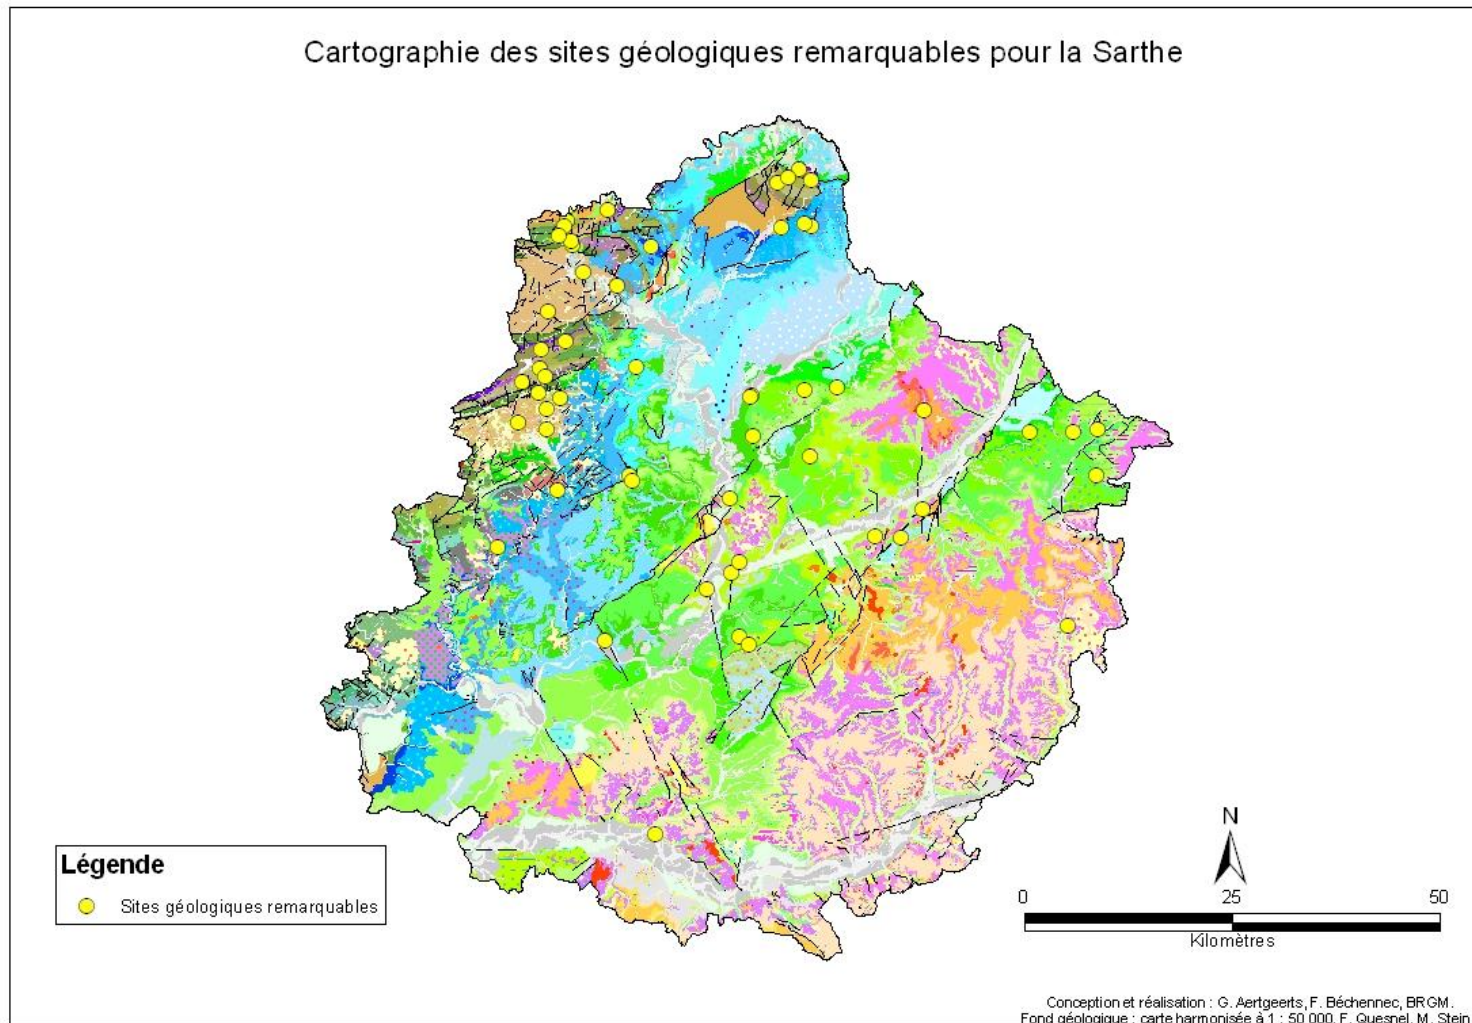 Cartographie des sites géologiques remarquables pour la Sarthe
Légende
Sites géologiques remarquables
N
0 25 50
Kilomètres
Conception et réalisation : G. Aertgeerts, F. Béchennec, BRGM.
Fond géologique : carte harmonisée à 1 : 50 000, F. Quesnel, M. Stein